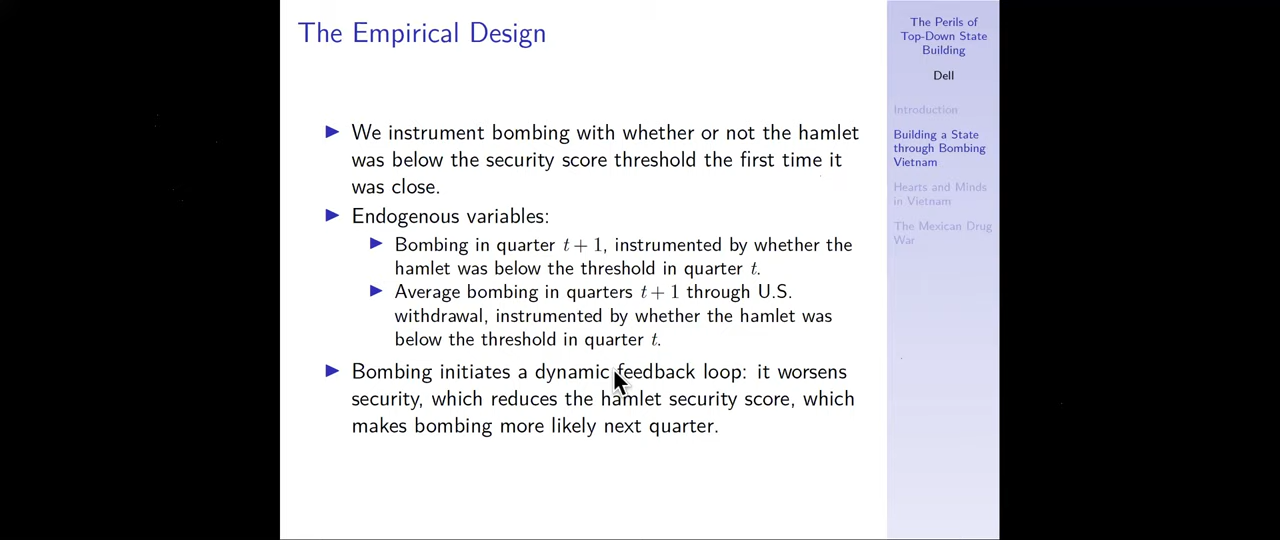 The Empirical Design
▶ We instrument bombing with whether or not the hamlet
was below the security score threshold the first time it
was close.
▶ Endogenous variables:
▶ Bombing in quarter t + 1, instrumented by whether the
hamlet was below the threshold in quarter t.
▶ Average bombing in quarters t + 1 through U.S.
withdrawal, instrumented by whether the hamlet was
below the threshold in quarter t.
▶ Bombing initiates a dynamic feedback loop: it worsens
security, which reduces the hamlet security score, which
makes bombing more likely next quarter.
The Perils of
Top-Down State
Building
Dell
Introduction
Building a State
through Bombing
Vietnam
Hearts and Minds
in Vietnam
The Mexican Drug
War